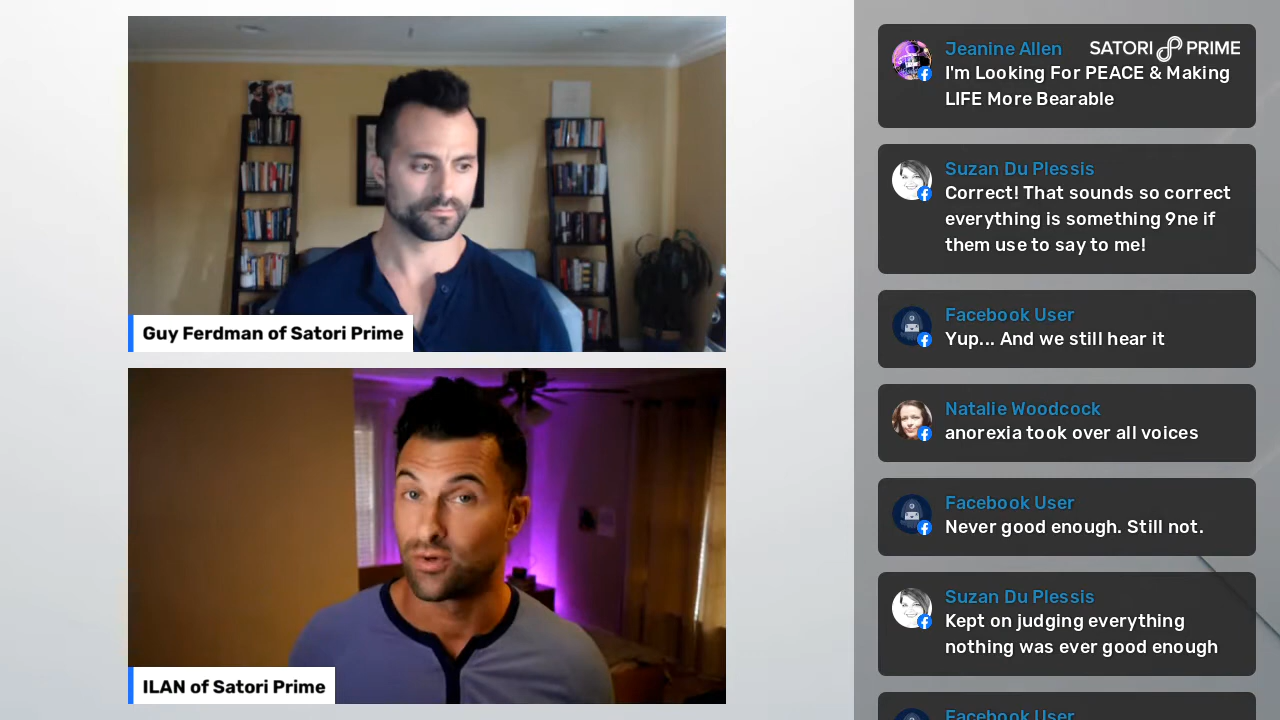 Guy Ferdman of Satori Prime
ILAN of Satori Prime
SATORI PRIME
Jeanine Allen
I'm Looking For PEACE & Making
LIFE More Bearable
Suzan Du Plessis
Correct! That sounds so correct
everything is something 9ne if
them use to say to me!
Facebook User
Yup... And we still hear it
Natalie Woodcock
anorexia took over all voices
Facebook User
Never good enough. Still not.
Suzan Du Plessis
Kept on judging everything
nothing was ever good enough
Facebook User